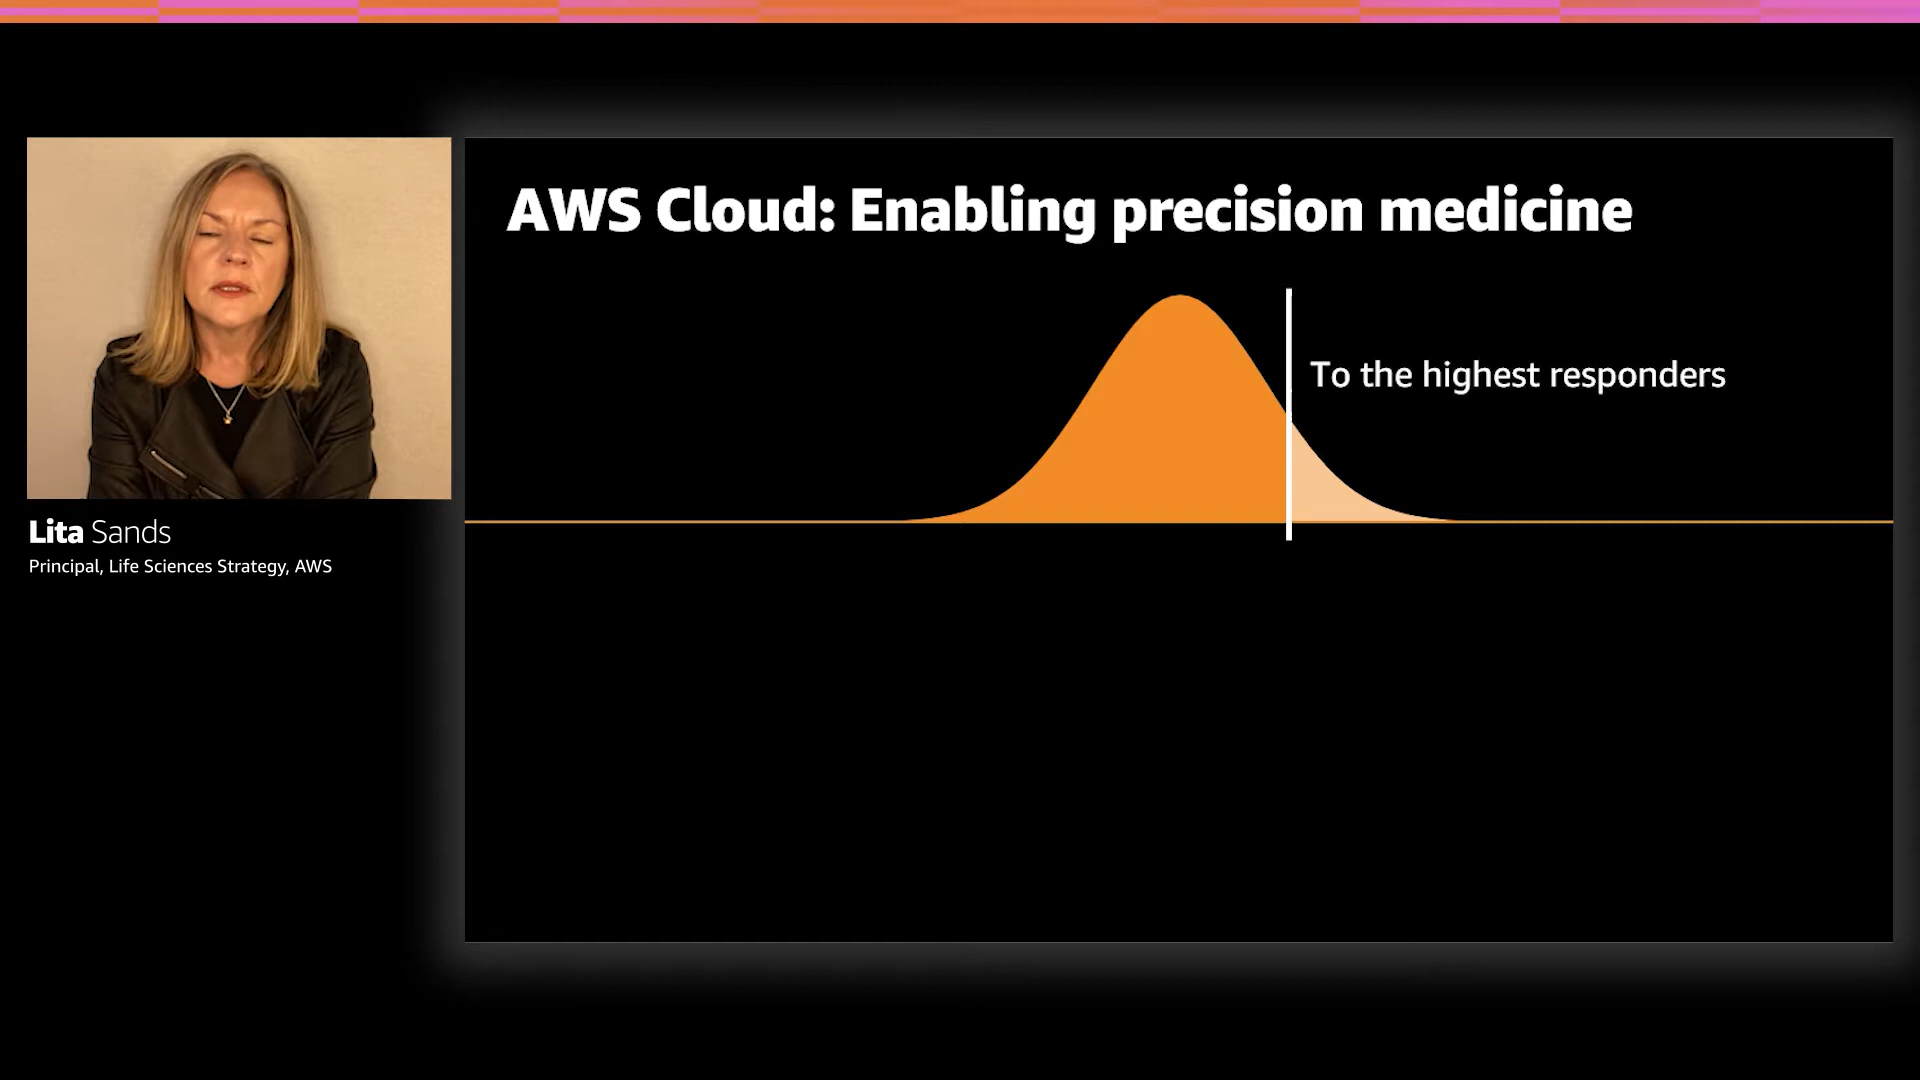 AWS Cloud: Enabling precision medicine
To the highest responders
Lita Sands
Principal, Life Sciences Strategy, AWS